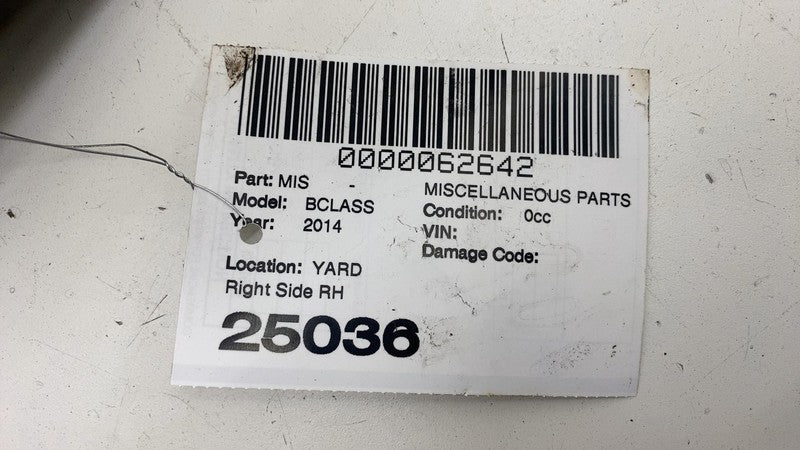 0000062642
Part: MIS - MISCELLANEOUS PARTS
Model: BCLASS Condition: 0cc
Year: 2014 VIN:
Damage Code:
Location: YARD
Right Side RH
25036